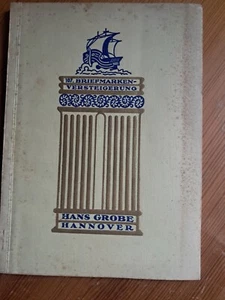 BRIEFMARKEN-
VERSTEIGERUNG
HANS GROBE
HANNOVER